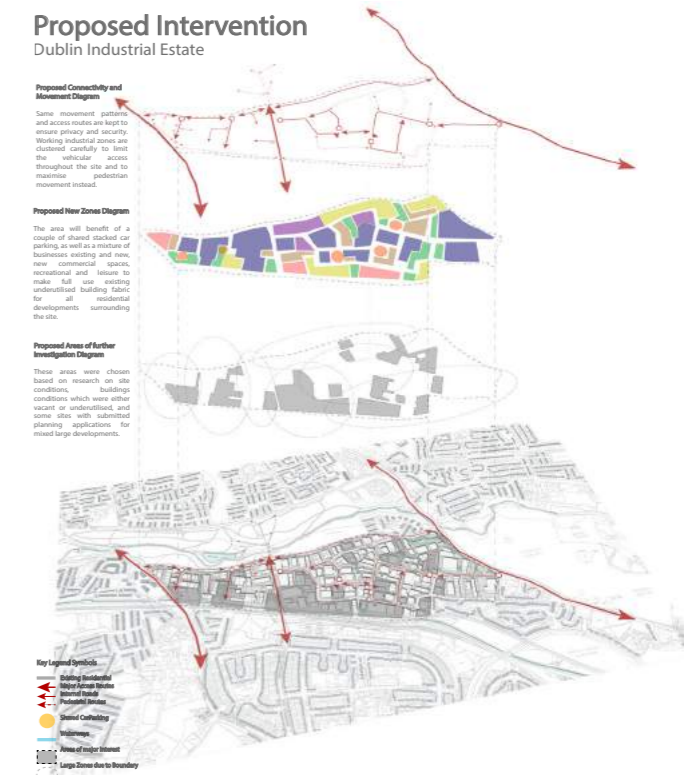 Proposed Intervention
Dublin Industrial Estate
Proposed Connectivity and
Movement Diagram
Same movement patterns
and access routes are kept to
ensure privacy and security.
Working industrial zones are
clustered carefully to limit
the vehicular access
throughout the site and to
maximise pedestrian
movement instead.
Proposed New Zones Diagram
The area will benefit of a
couple of shared stacked car
parking, as well as a mixture of
businesses existing and new,
new commercial spaces,
recreational and leisure to
make full use existing
underutilised building fabric
for all residential
developments surrounding
the site.
Proposed Areas of further
Investigation Diagram
These areas were chosen
based on research on site
conditions, buildings
conditions which were either
vacant or underutilised, and
some sites with submitted
planning applications for
mixed large developments.
Key Legend Symbols
Existing Residential
Major Access Routes
Internal Roads
Pedestrial Routes
Shared CarParking
Waterways
Areas of major Interest
Large Zones due to Boundary